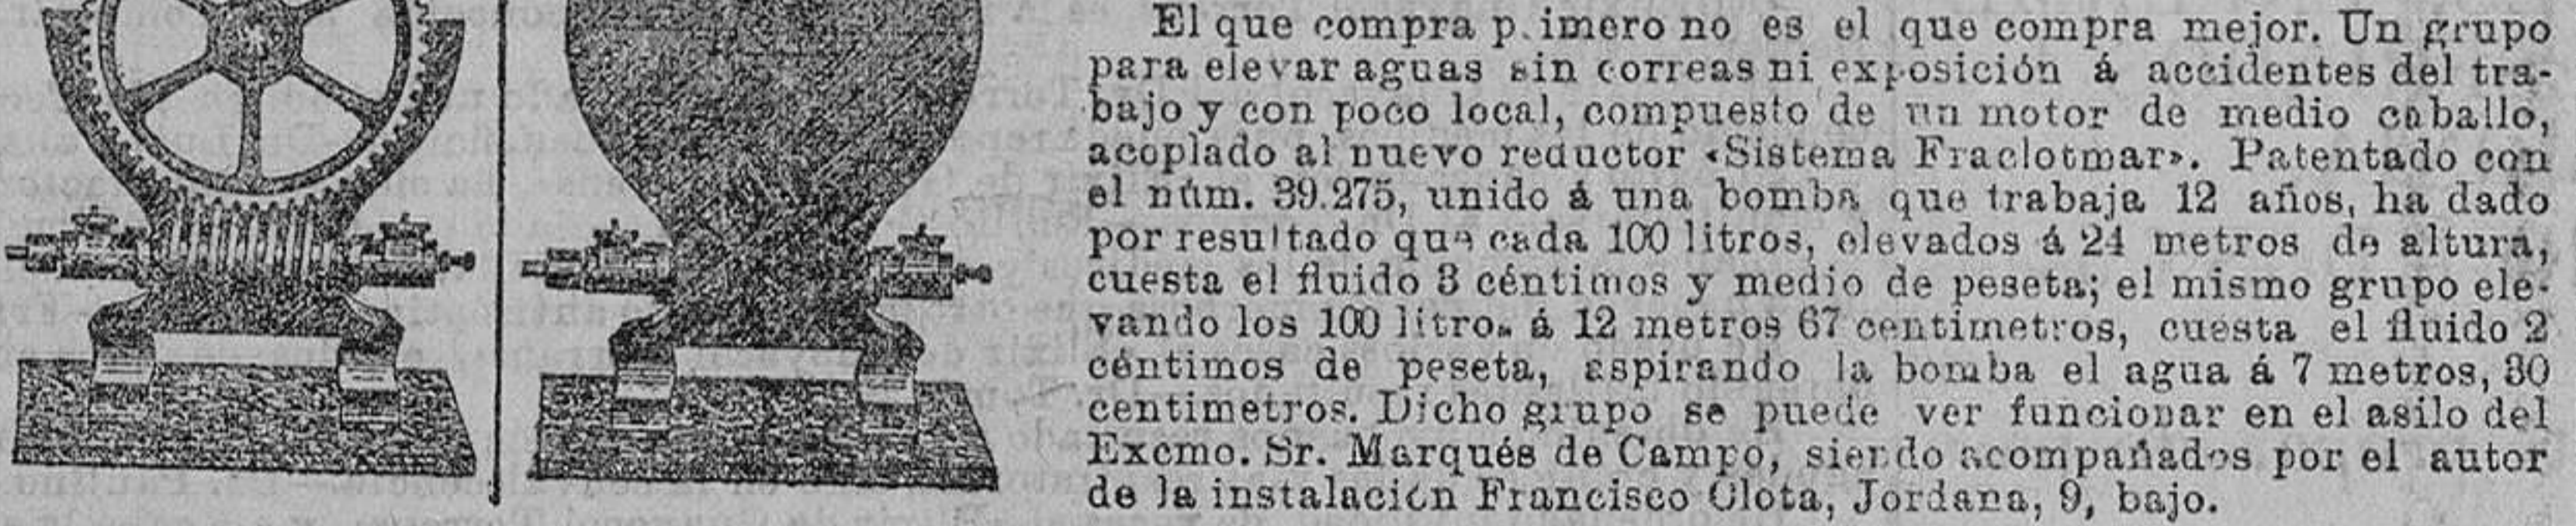 El que compra primero no es el que compra mejor. Un grupo
para elevar aguas sin correas ni exposición á accidentes del tra-
bajo y con poco local, compuesto de un motor de medio caballo,
acoplado al nuevo reductor «Sistema Fraclotmar». Patentado con
el núm. 39.275, unido á una bomba que trabaja 12 años, ha dado
por resultado que cada 100 litros, elevados á 24 metros de altura,
cuesta el fluido 3 céntimos y medio de peseta; el mismo grupo ele-
vando los 100 litros á 12 metros 67 centimetros, cuesta el fluido 2
céntimos de peseta, aspirando la bomba el agua á 7 metros, 30
centimetros. Dicho grupo se puede ver funcionar en el asilo del
Excmo. Sr. Marqués de Campo, siendo acompañados por el autor
de la instalación Francisco Clota, Jordana, 9, bajo.